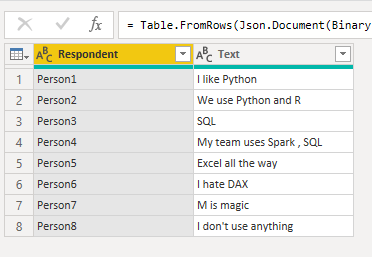 fx = Table.FromRows(Json.Document(Binary
ABC Respondent ABC Text
1 Person1 I like Python
2 Person2 We use Python and R
3 Person3 SQL
4 Person4 My team uses Spark , SQL
5 Person5 Excel all the way
6 Person6 I hate DAX
7 Person7 M is magic
8 Person8 I don't use anything